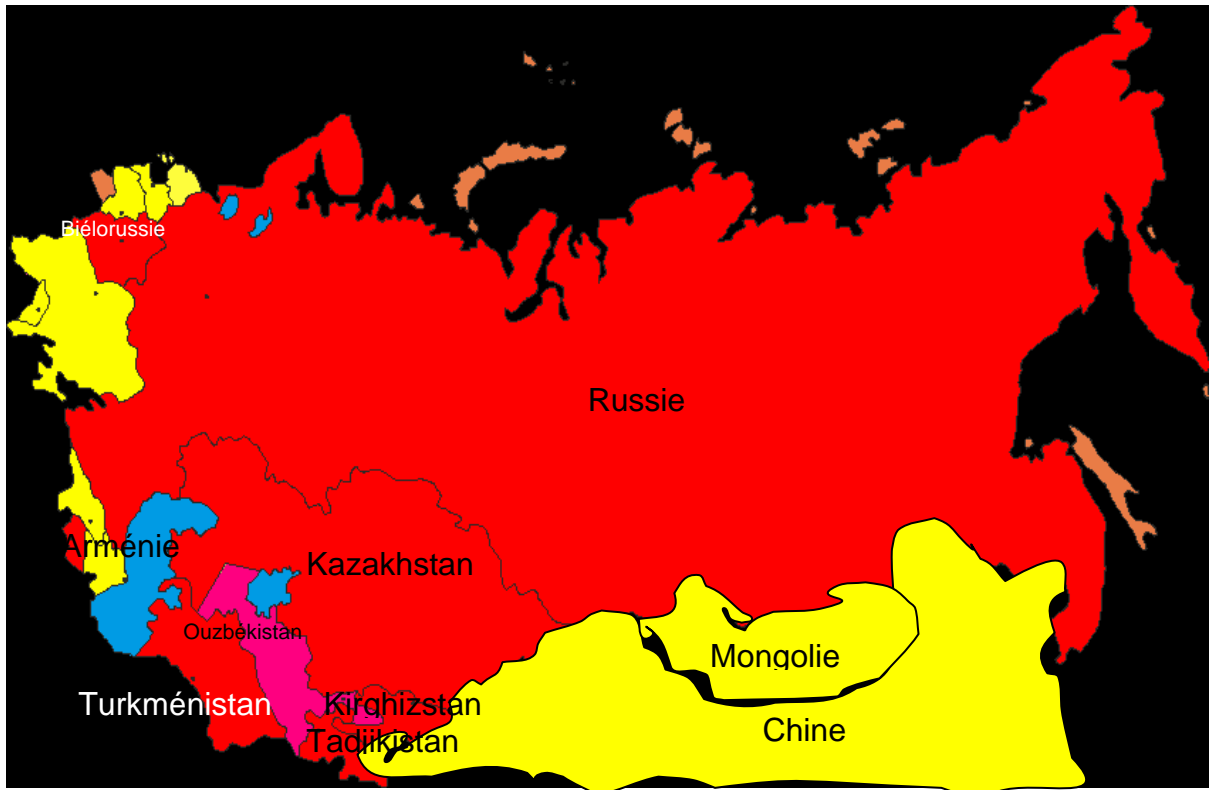 Biélorussie
Russie
Arménie
Kazakhstan
Ouzbékistan
Mongolie
Turkménistan
Kirghizstan
Chine
Tadjikistan